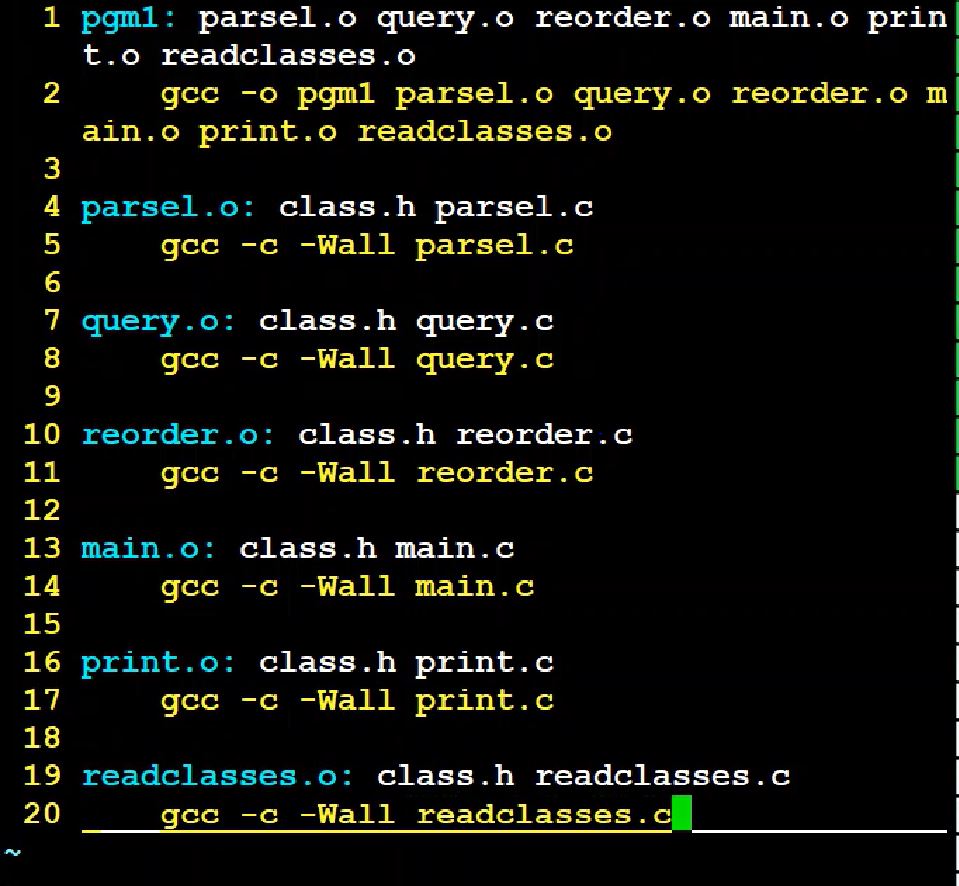 1 pgm1: parsel.o query.o reorder.o main.o prin
t.o readclasses.o
2 gcc -o pgm1 parsel.o query.o reorder.o m
ain.o print.o readclasses.o
3
4 parsel.o: class.h parsel.c
5 gcc -c -Wall parsel.c
6
7 query.o: class.h query.c
8 gcc -c -Wall query.c
9
10 reorder.o: class.h reorder.c
11 gcc -c -Wall reorder.c
12
13 main.o: class.h main.c
14 gcc -c -Wall main.c
15
16 print.o: class.h print.c
17 gcc -c -Wall print.c
18
19 readclasses.o: class.h readclasses.c
20 gcc -c -Wall readclasses.c
~